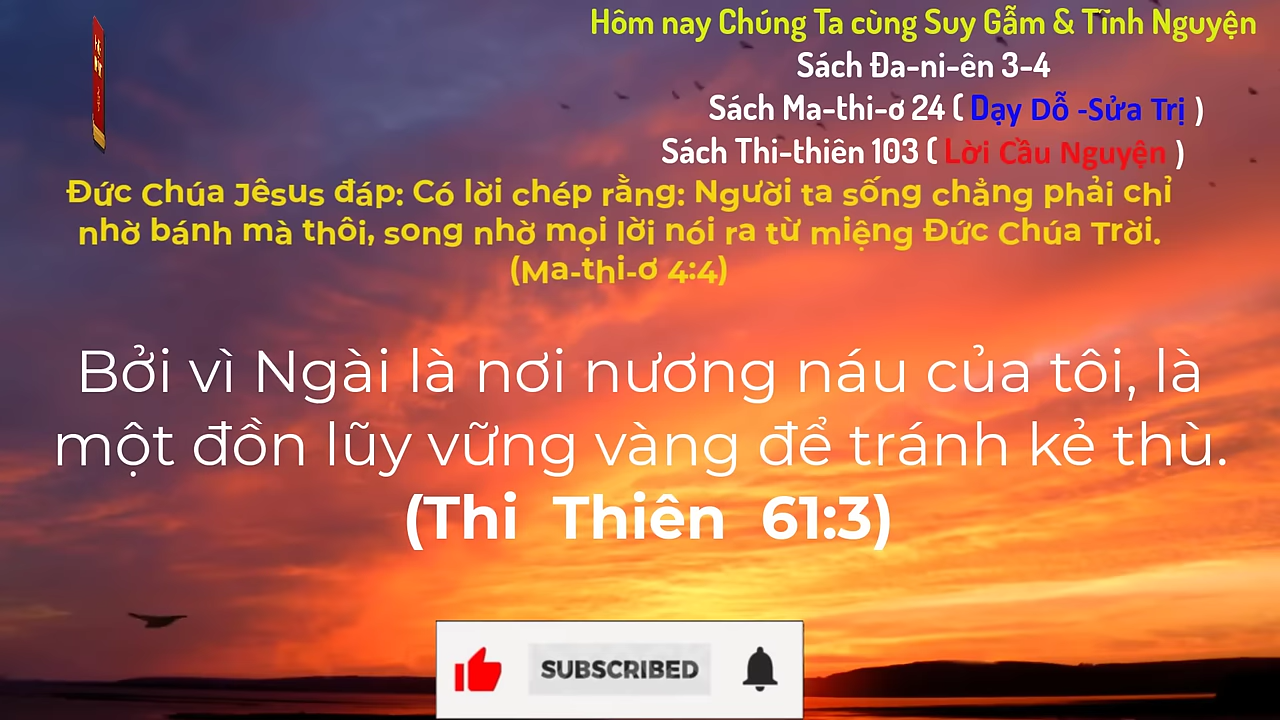 Hôm nay Chúng Ta cùng Suy Gẫm & Tĩnh Nguyện
Sách Đa-ni-ên 3-4
Sách Ma-thi-ơ 24 ( Dạy Dỗ -Sửa Trị )
Sách Thi-thiên 103 ( Lời Cầu Nguyện )
Đức Chúa Jêsus đáp: Có lời chép rằng: Người ta sống chẳng phải chỉ
nhờ bánh mà thôi, song nhờ mọi lời nói ra từ miệng Đức Chúa Trời.
(Ma-thi-ơ 4:4)
Bởi vì Ngài là nơi nương náu của tôi, là
một đồn lũy vững vàng để tránh kẻ thù.
(Thi Thiên 61:3)
SUBSCRIBED